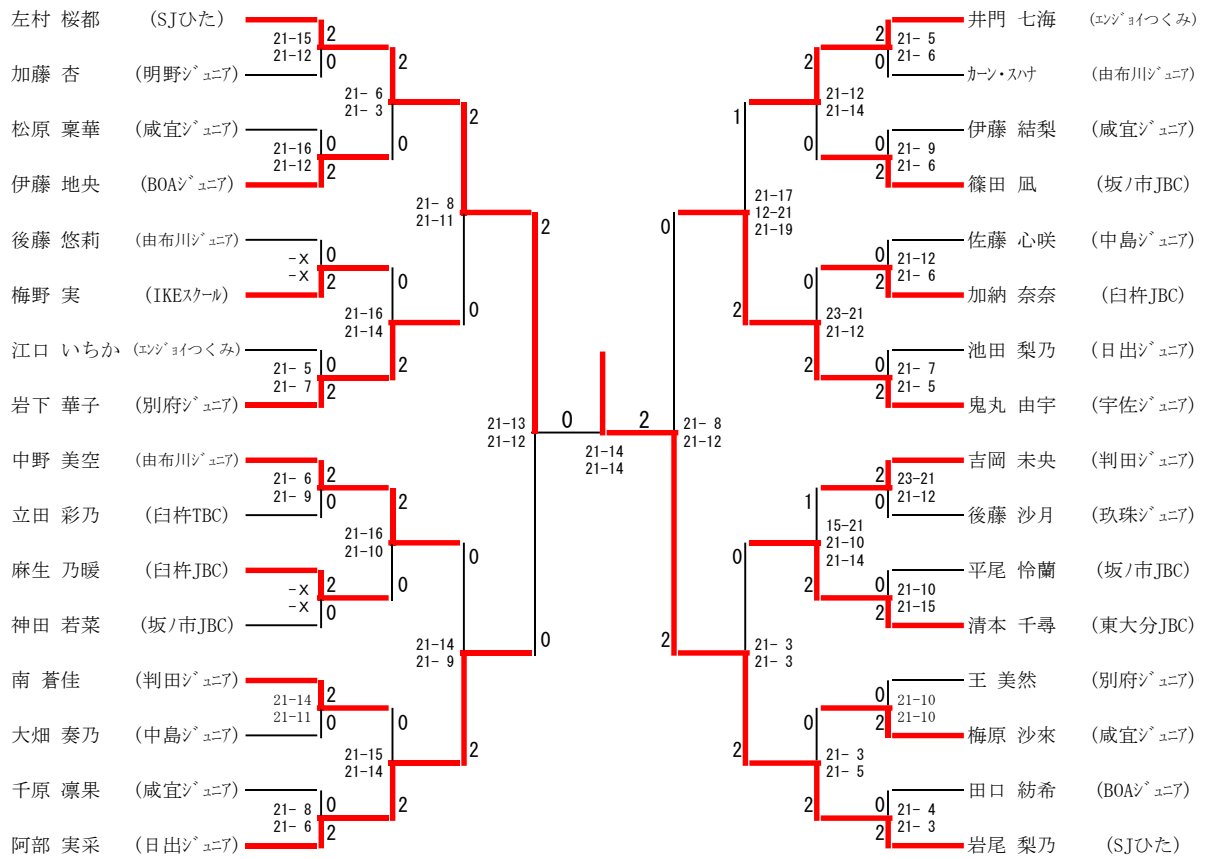 左村 桜都 (SJひた)
21-15 2
21-12 0
加藤 杏 (明野ジュニア)
2
21- 6
21- 3
0
松原 稟華 (咸宜ジュニア)
21-16 0
21-12 2
伊藤 地央 (BOAジュニア)
2
21- 8
21-11
0
後藤 悠莉 (由布川ジュニア)
-X 0
-X 2
梅野 実 (IKEスクール)
0
21-16
21-14
2
江口 いちか (エンジョイつくみ)
21- 5 0
21- 7 2
岩下 華子 (別府ジュニア)
2
21-13
21-12
0
中野 美空 (由布川ジュニア)
21- 6 2
21- 9 0
立田 彩乃 (臼杵TBC)
2
21-16
21-10
0
麻生 乃暖 (臼杵JBC)
-X 2
-X 0
神田 若菜 (坂ノ市JBC)
0
21-14
21- 9
2
南 蒼佳 (判田ジュニア)
21-14 2
21-11 0
大畑 奏乃 (中島ジュニア)
0
21-15
21-14
2
千原 凛果 (咸宜ジュニア)
21- 8 0
21- 6 2
阿部 実采 (日出ジュニア)
0 2
21-14
21-14
井門 七海 (エンジョイつくみ)
2 21- 5
0 21- 6
カーン・スハナ (由布川ジュニア)
2
21-12
21-14
0
伊藤 結梨 (咸宜ジュニア)
0 21- 9
2 21- 6
篠田 凪 (坂ノ市JBC)
1
21-17
12-21
21-19
2
佐藤 心咲 (中島ジュニア)
0 21-12
2 21- 6
加納 奈奈 (臼杵JBC)
0
23-21
21-12
2
池田 梨乃 (日出ジュニア)
0 21- 7
2 21- 5
鬼丸 由宇 (宇佐ジュニア)
0
21- 8
21-12
2
吉岡 未央 (判田ジュニア)
2 23-21
0 21-12
後藤 沙月 (玖珠ジュニア)
1
15-21
21-10
21-14
2
平尾 怜蘭 (坂ノ市JBC)
0 21-10
2 21-15
清本 千尋 (東大分JBC)
0
21- 3
21- 3
2
王 美然 (別府ジュニア)
0 21-10
2 21-10
梅原 沙來 (咸宜ジュニア)
0
21- 3
21- 5
2
田口 紡希 (BOAジュニア)
0 21- 4
2 21- 3
岩尾 梨乃 (SJひた)